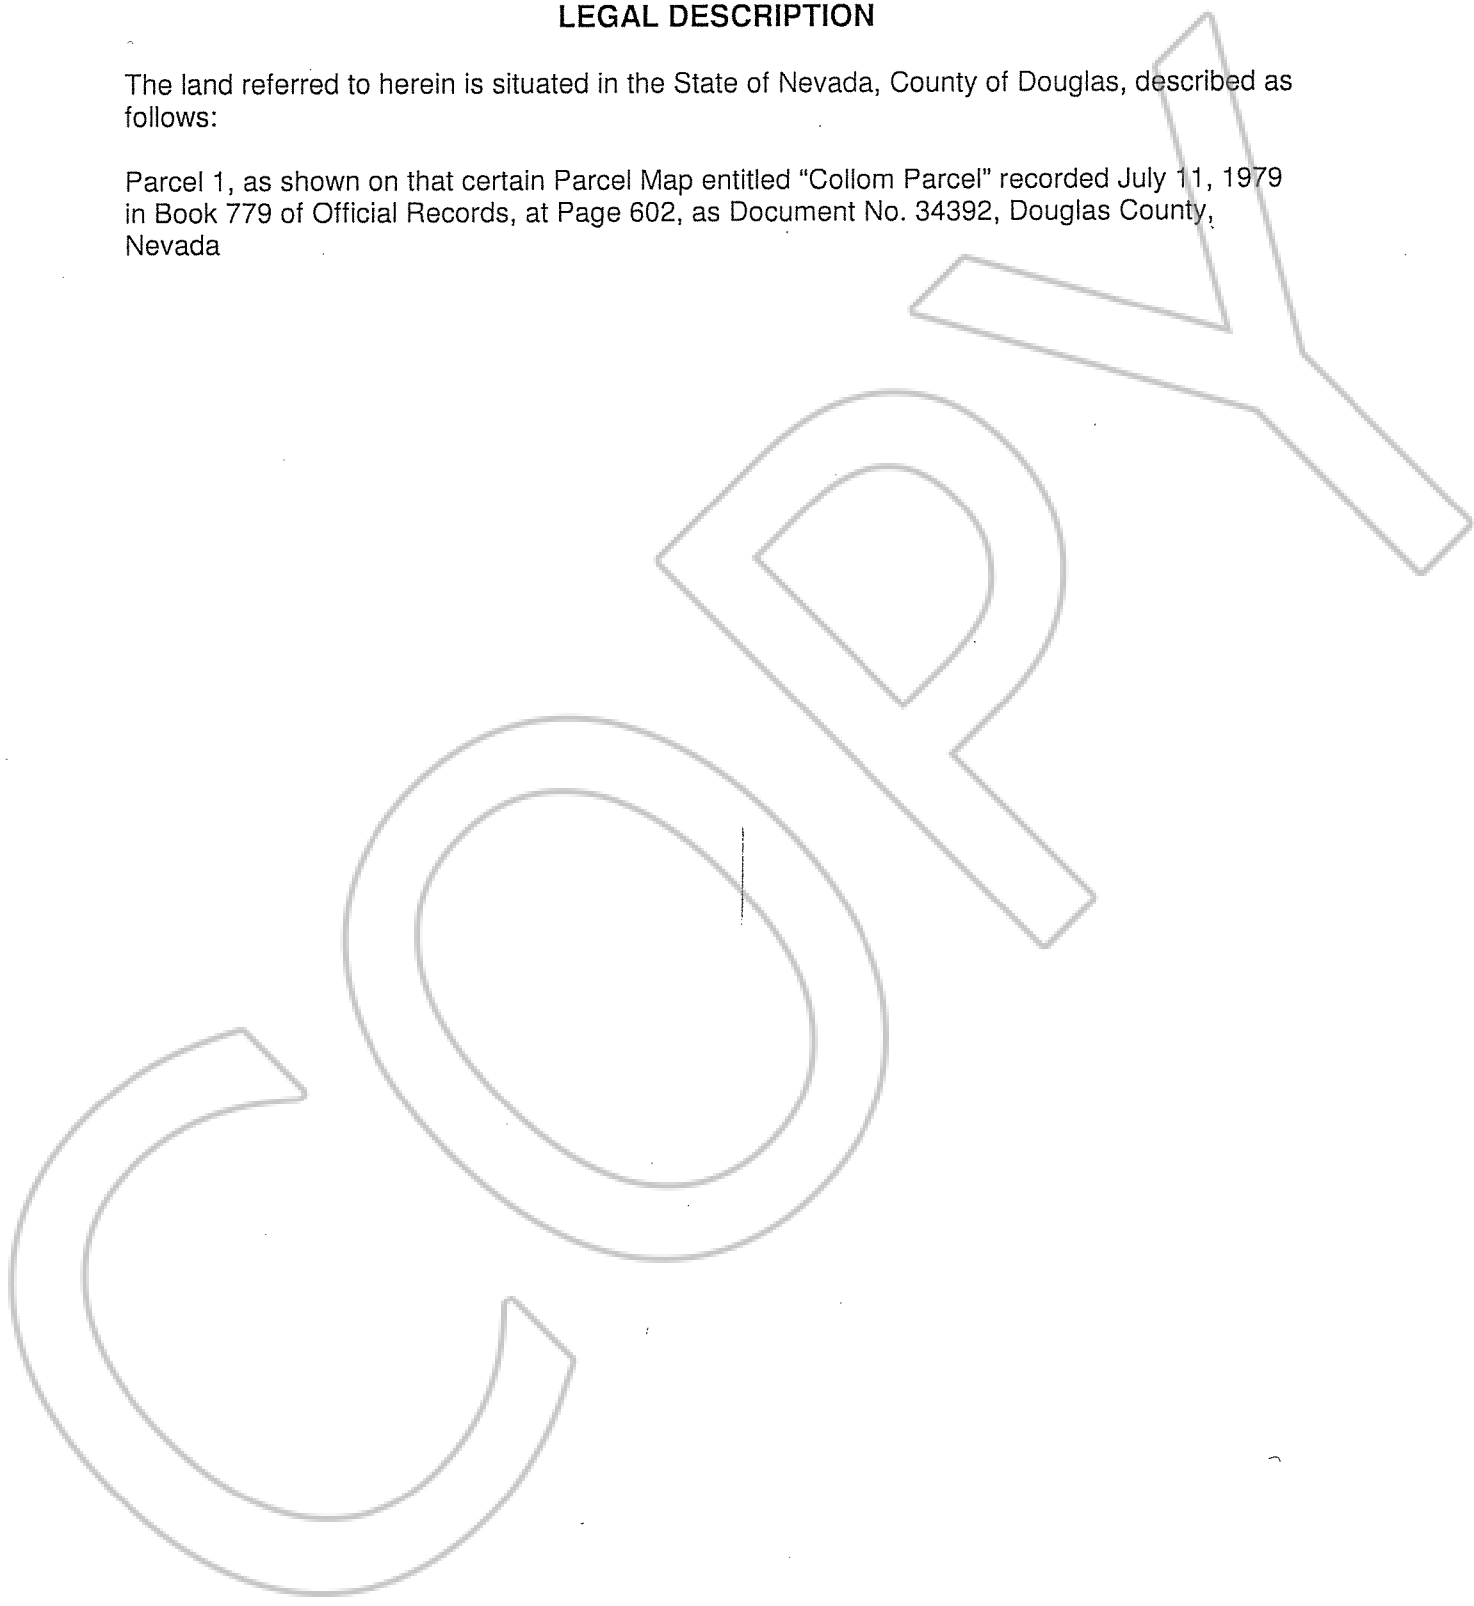 LEGAL DESCRIPTION
The land referred to herein is situated in the State of Nevada, County of Douglas, described as
follows:
Parcel 1, as shown on that certain Parcel Map entitled “Collom Parcel” recorded July 11, 1979
in Book 779 of Official Records, at Page 602, as Document No. 34392, Douglas County,
Nevada
COPY